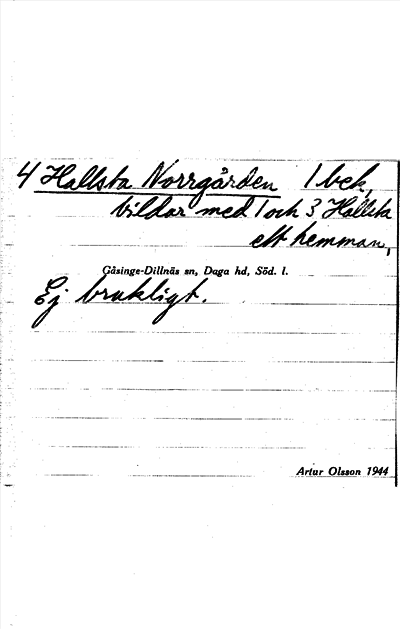 4 Hallsta Norrgården 1 bek,
bildar med 1 och 3 Hallsta
ett hemman,
Gåsinge-Dillnäs sn, Daga hd, Söd. l.
Ej brukligt.
Artur Olsson 1944